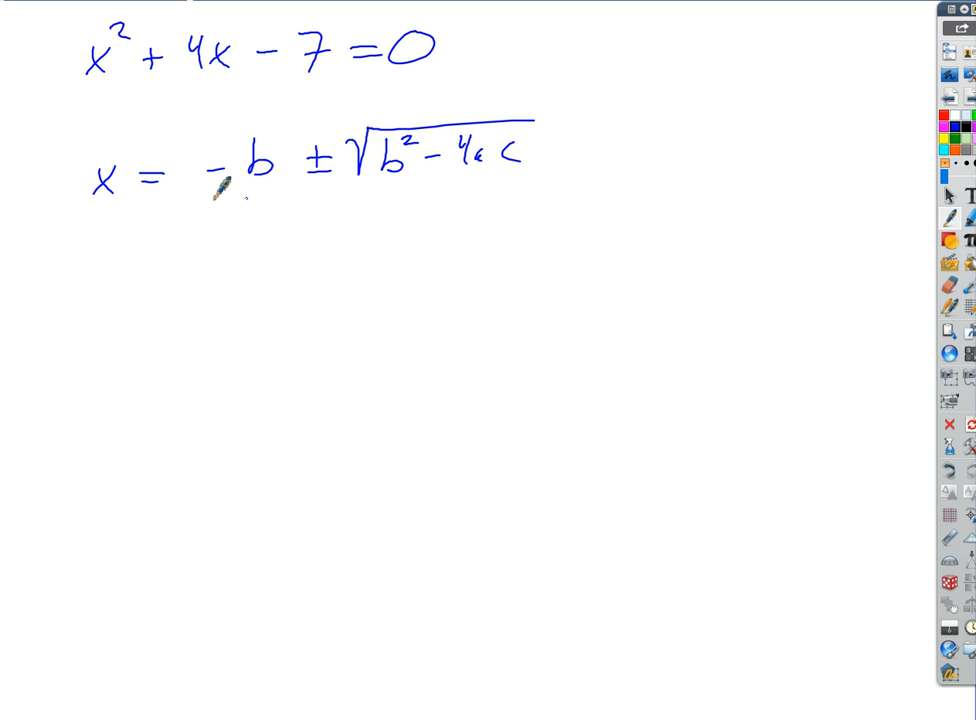 x² + 4x - 7 = 0
x = -b ± √(b² - 4ac)